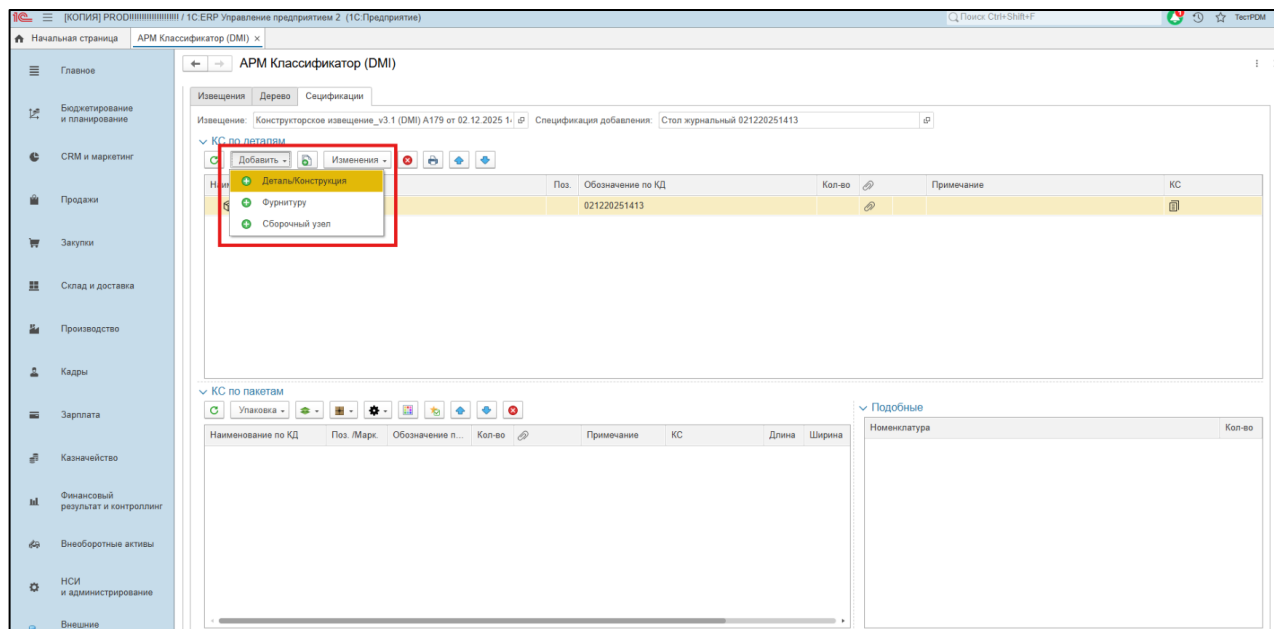 1С [КОПИЯ] PROD!!!!!!!!!!!!!!!!!!! / 1С:ERP Управление предприятием 2 (1С:Предприятие) Поиск Ctrl+Shift+F ТестPDM
Начальная страница АРМ Классификатор (DMI) ×
Главное
Бюджетирование
и планирование
CRM и маркетинг
Продажи
Закупки
Склад и доставка
Производство
Кадры
Зарплата
Казначейство
Финансовый
результат и контроллинг
Внеоборотные активы
НСИ
и администрирование
Внешние
АРМ Классификатор (DMI)
Извещения Дерево Сецификации
Извещение: Конструкторское извещение_v3.1 (DMI) A179 от 02.12.2025 1 Спецификация добавления: Стол журнальный 021220251413
КС по деталям
Добавить Изменения
Наим Поз. Обозначение по КД Кол-во Примечание КС
Деталь/Конструкция
Фурнитуру
Сборочный узел
021220251413
КС по пакетам
Упаковка
Наименование по КД Поз. /Марк. Обозначение п... Кол-во Примечание КС Длина Ширина
Подобные
Номенклатура Кол-во